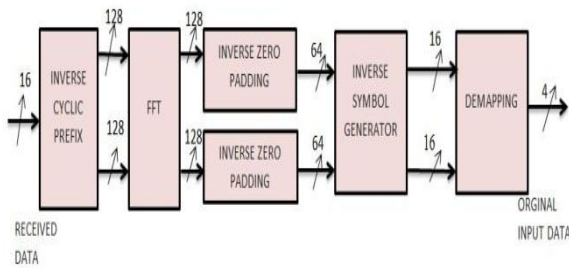 128
128
64
16
16
INVERSE
CYCLIC
PREFIX
FFT
INVERSE ZERO
PADDING
INVERSE
SYMBOL
GENERATOR
DEMAPPING
4
128
128
INVERSE ZERO
PADDING
64
16
RECEIVED
DATA
ORGINAL
INPUT DATA